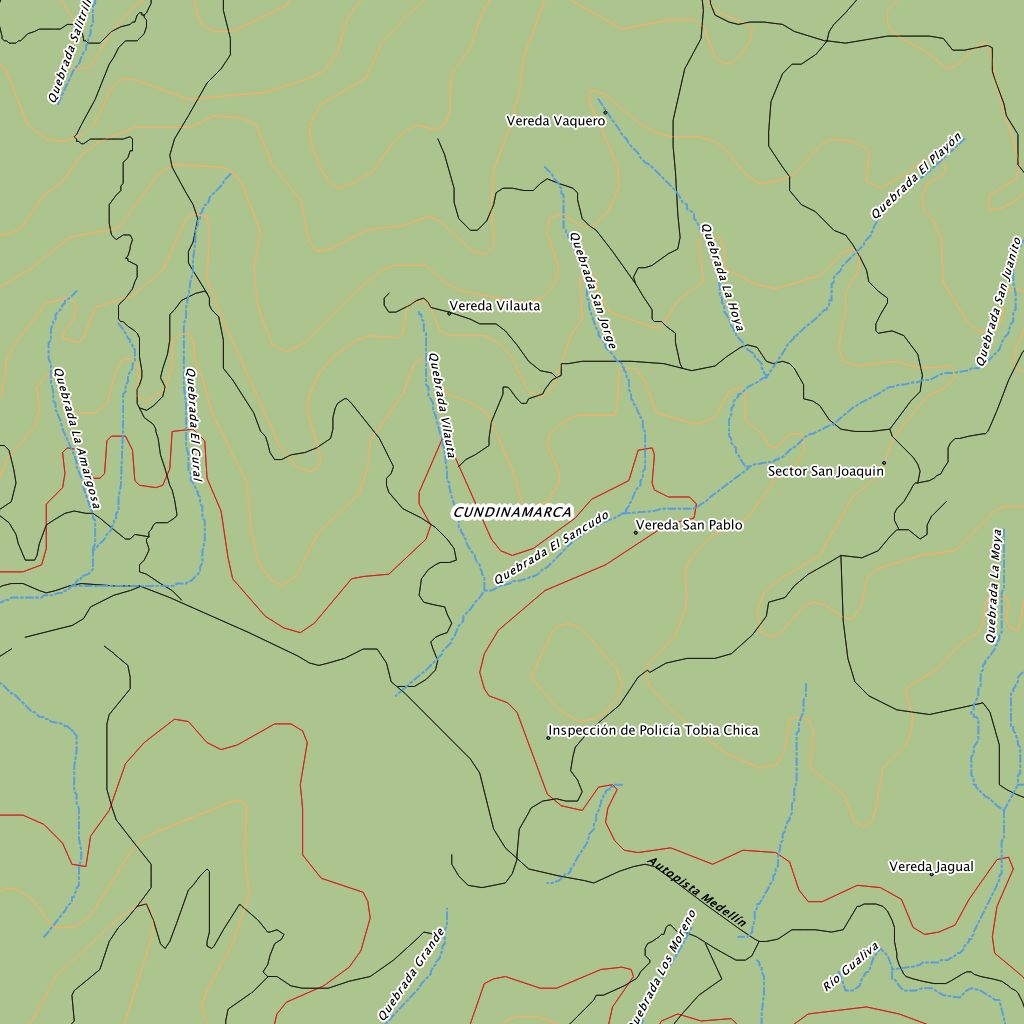 Quebrada Salitrill
Vereda Vaquero
Quebrada El Playón
Quebrada San Jorge
Quebrada La Hoya
Quebrada San Juanito
Vereda Vilauta
Quebrada La Amargosa
Quebrada El Cural
Quebrada Vilauta
Sector San Joaquin
CUNDINAMARCA
Quebrada El Sancudo
Vereda San Pablo
Quebrada La Moya
Inspección de Policía Tobia Chica
Autopista Medellín
Vereda Jagual
Quebrada Grande
Quebrada Los Moreno
Río Gualiva